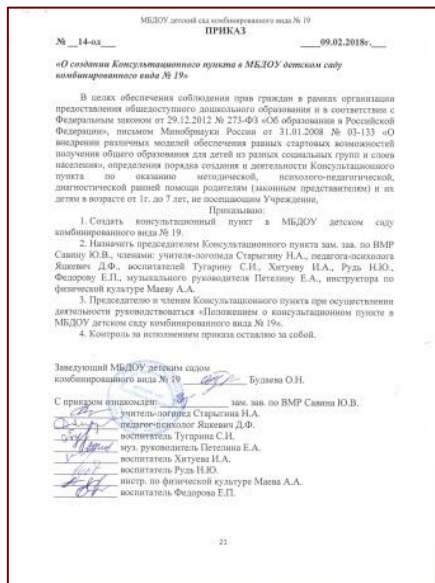 МБДОУ детский сад комбинированного вида № 19
ПРИКАЗ
№ __14-од___ ____09.02.2018г.___
«О создании Консультационного пункта в МБДОУ детском саду
комбинированного вида № 19»
В целях обеспечения соблюдения прав граждан в рамках организации
предоставления общедоступного дошкольного образования и в соответствии с
Федеральным законом от 29.12.2012 № 273-ФЗ «Об образовании в Российской
Федерации», письмом Минобрнауки России от 31.01.2008 № 03-133 «О
внедрении различных моделей обеспечения равных стартовых возможностей
получения общего образования для детей из разных социальных групп и слоев
населения», определения порядка создания и деятельности Консультационного
пункта по оказанию методической, психолого-педагогической,
диагностической ранней помощи родителям (законным представителям) и их
детям в возрасте от 1г. до 7 лет, не посещающим Учреждение,
Приказываю:
1. Создать консультационный пункт в МБДОУ детском саду
комбинированного вида № 19.
2. Назначить председателем Консультационного пункта зам. зав. по ВМР
Савину Ю.В., членами: учителя-логопеда Старыгину Н.А., педагога-психолога
Яцкевич Д.Ф., воспитателей Тугарину С.И., Хитуеву И.А., Рудь Н.Ю.,
Федорову Е.П., музыкального руководителя Петелину Е.А., инструктора по
физической культуре Маеву А.А.
3. Председателю и членам Консультационного пункта при осуществлении
деятельности руководствоваться «Положением о консультационном пункте в
МБДОУ детском саду комбинированного вида № 19».
4. Контроль за исполнением приказа оставляю за собой.
Заведующий МБДОУ детским садом
комбинированного вида № 19 Будаева О.Н.
С приказом ознакомлен: зам. зав. по ВМР Савина Ю.В.
учитель-логопед Старыгина Н.А.
педагог-психолог Яцкевич Д.Ф.
воспитатель Тугарина С.И.
муз. руководитель Петелина Е.А.
воспитатель Хитуева И.А.
воспитатель Рудь Н.Ю.
инстр. по физической культуре Маева А.А.
воспитатель Федорова Е.П.
21